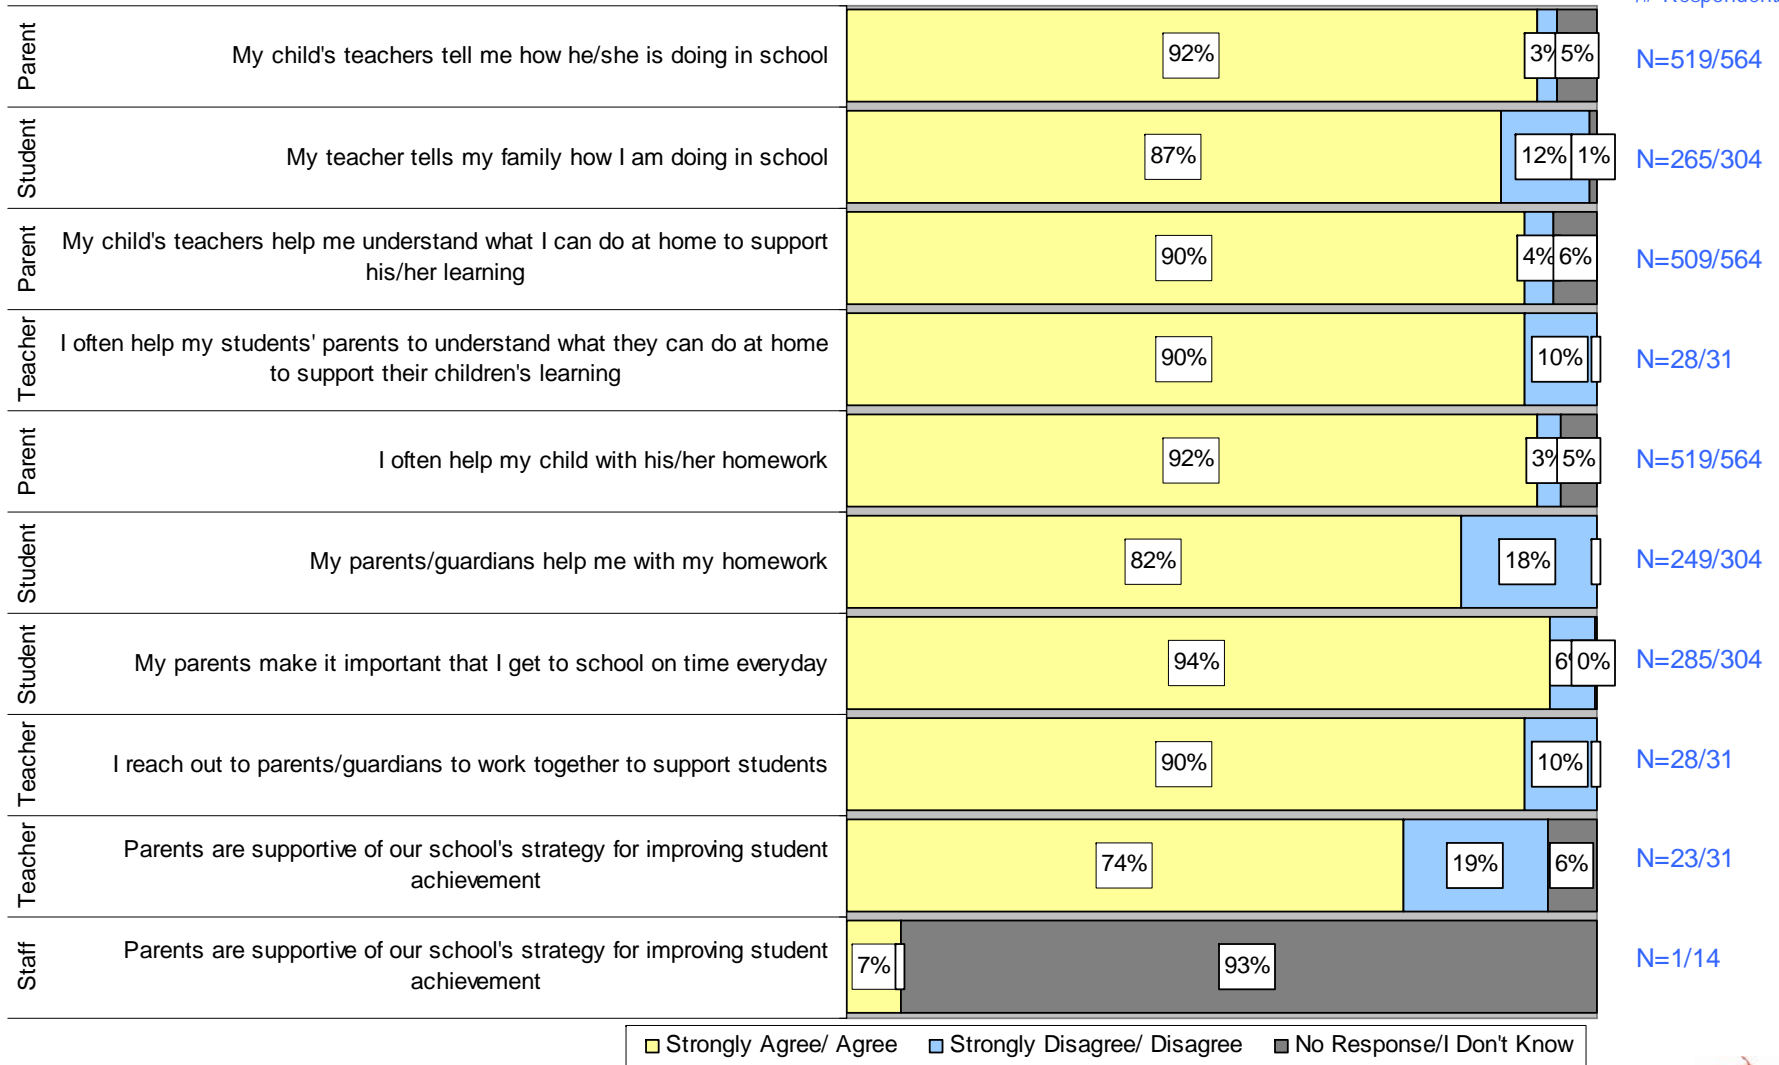 # Respondent
Parent
My child's teachers tell me how he/she is doing in school
92%
3%
5%
N=519/564
Student
My teacher tells my family how I am doing in school
87%
12%
1%
N=265/304
Parent
My child's teachers help me understand what I can do at home to support
his/her learning
90%
4%
6%
N=509/564
Teacher
I often help my students' parents to understand what they can do at home
to support their children's learning
90%
10%
N=28/31
Parent
I often help my child with his/her homework
92%
3%
5%
N=519/564
Student
My parents/guardians help me with my homework
82%
18%
N=249/304
Student
My parents make it important that I get to school on time everyday
94%
6%
0%
N=285/304
Teacher
I reach out to parents/guardians to work together to support students
90%
10%
N=28/31
Teacher
Parents are supportive of our school's strategy for improving student
achievement
74%
19%
6%
N=23/31
Staff
Parents are supportive of our school's strategy for improving student
achievement
7%
93%
N=1/14
Strongly Agree/ Agree
Strongly Disagree/ Disagree
No Response/I Don't Know